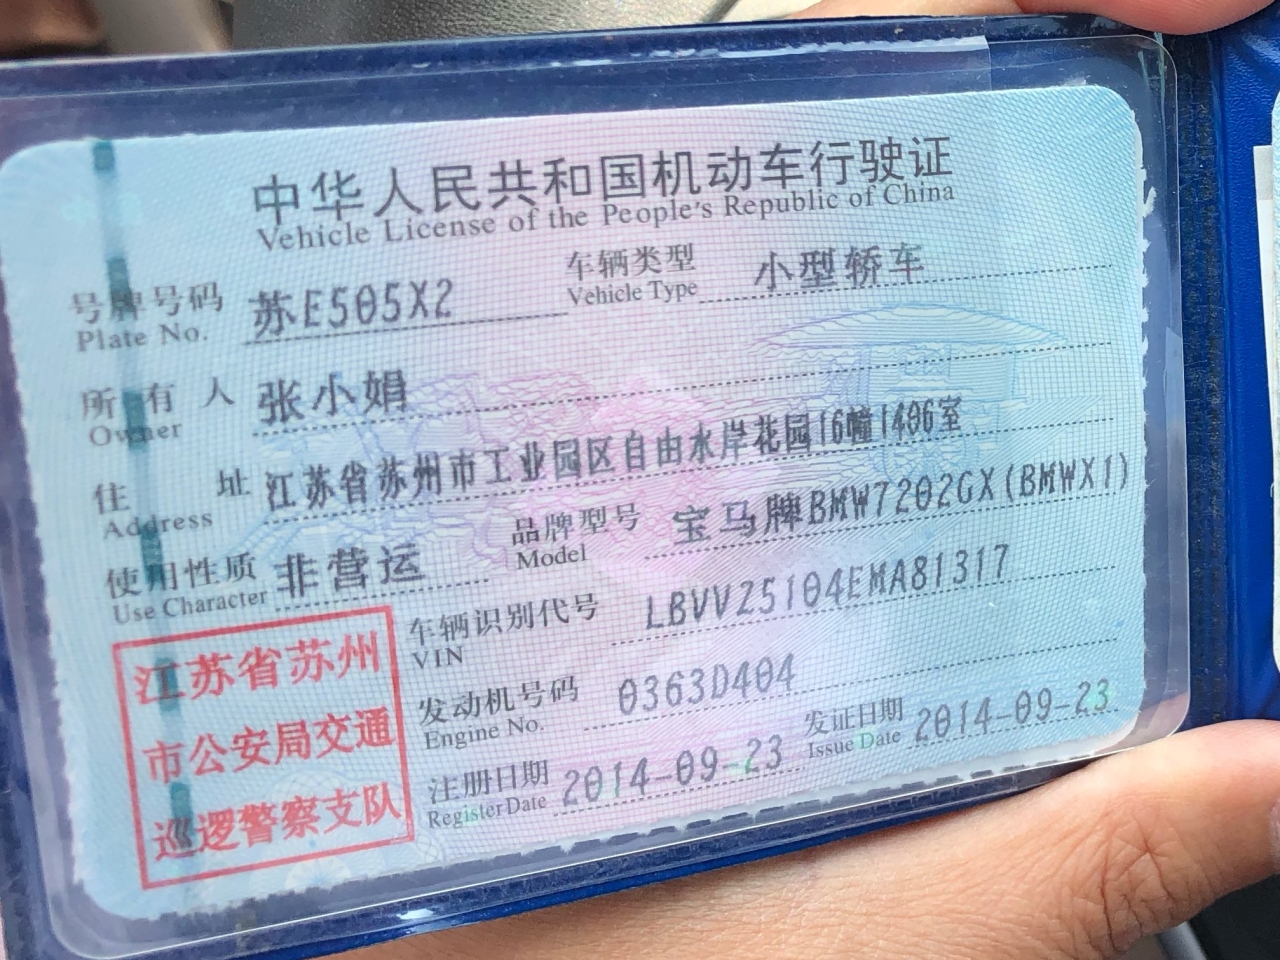 中华人民共和国机动车行驶证
Vehicle License of the People's Republic of China
号牌号码 苏E505X2 车辆类型 小型轿车
Plate No. Vehicle Type
所有人 张小娟
Owner
住址 江苏省苏州市工业园区自由水岸花园16幢1406室
Address
使用性质 非营运 品牌型号 宝马牌BMW7202GX(BMWX1)
Use Character Model
车辆识别代号 LBVVZ5104EMA81317
VIN
发动机号码 0363D404
Engine No.
注册日期 2014-09-23 发证日期 2014-09-23
Register Date Issue Date
江苏省苏州
市公安局交通
巡逻警察支队